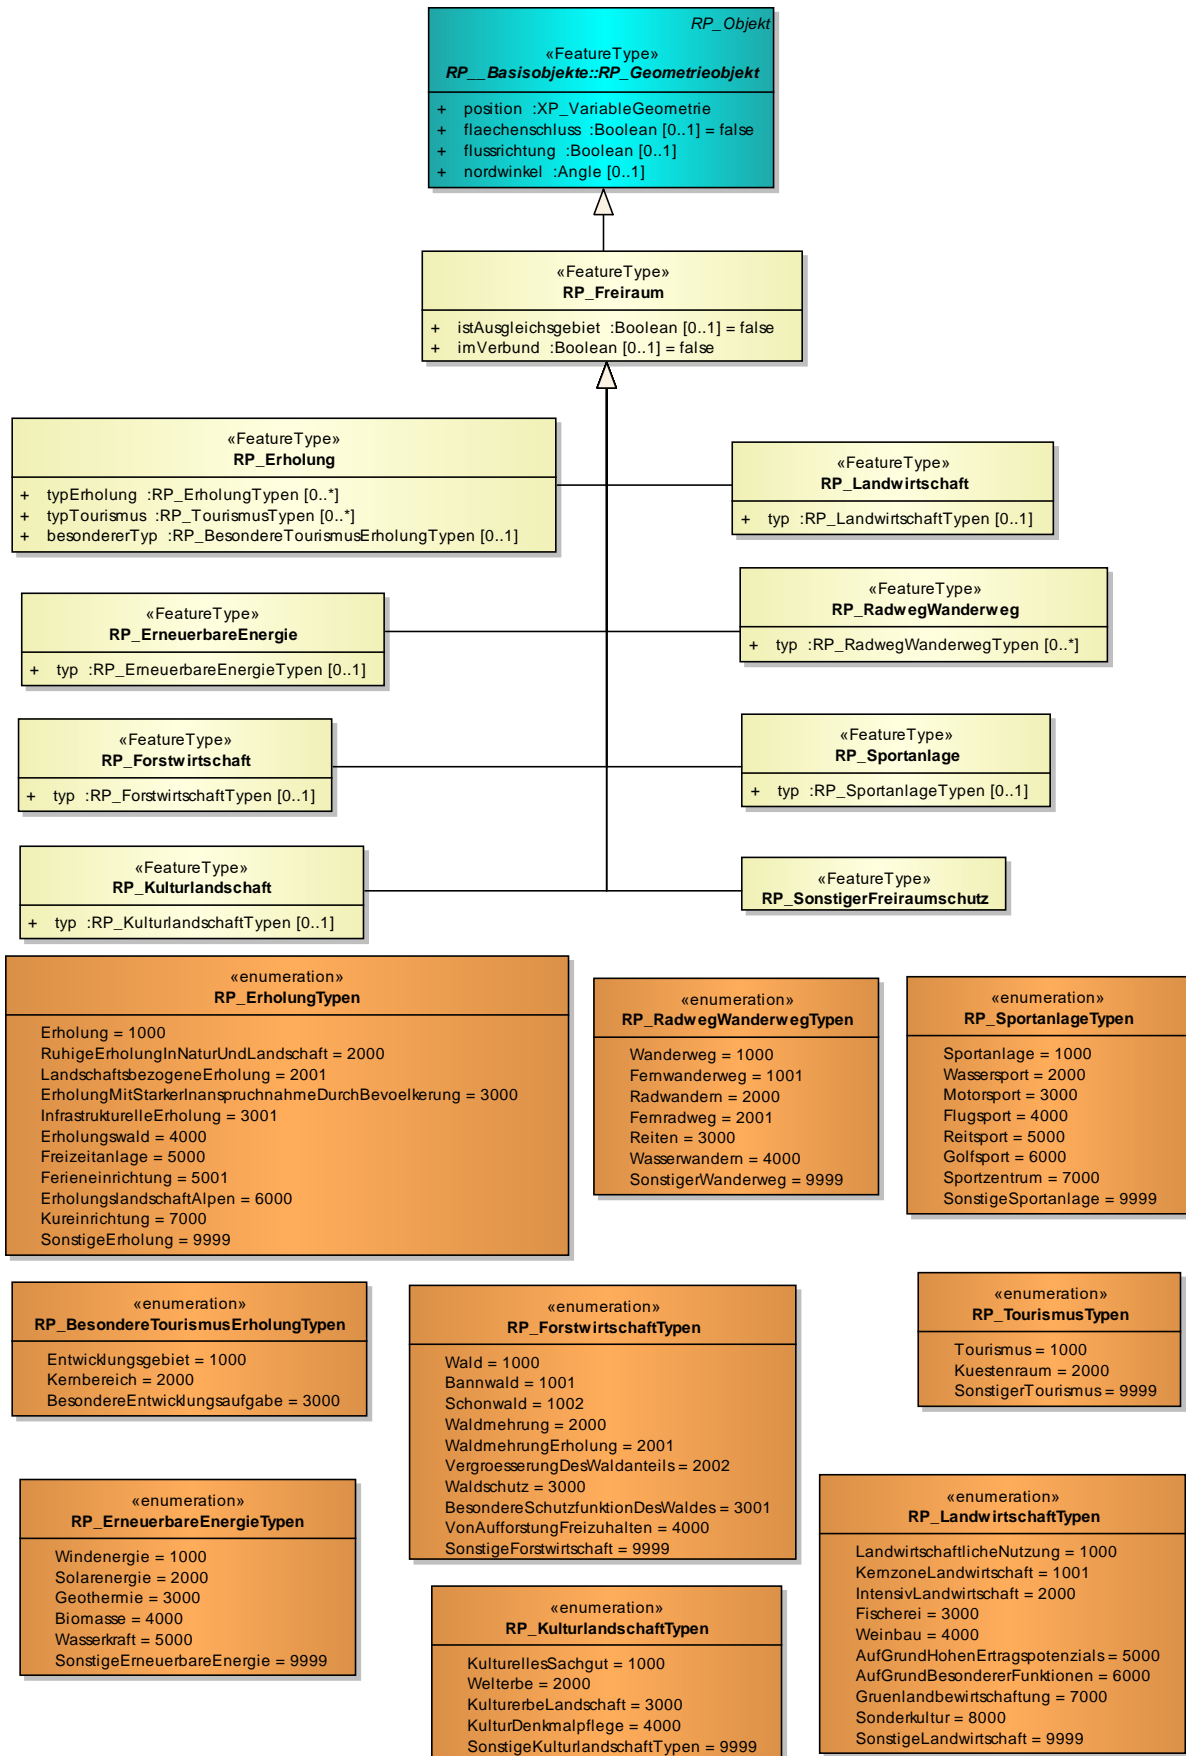 RP_Objekt
«FeatureType»
RP__Basisobjekte::RP_Geometrieobjekt
+ position :XP_VariableGeometrie
+ flaechenschluss :Boolean [0..1] = false
+ flussrichtung :Boolean [0..1]
+ nordwinkel :Angle [0..1]
«FeatureType»
RP_Freiraum
+ istAusgleichsgebiet :Boolean [0..1] = false
+ imVerbund :Boolean [0..1] = false
«FeatureType»
RP_Erholung
+ typErholung :RP_ErholungTypen [0..*]
+ typTourismus :RP_TourismusTypen [0..*]
+ besondererTyp :RP_BesondereTourismusErholungTypen [0..1]
«FeatureType»
RP_Landwirtschaft
+ typ :RP_LandwirtschaftTypen [0..1]
«FeatureType»
RP_ErneuerbareEnergie
+ typ :RP_ErneuerbareEnergieTypen [0..1]
«FeatureType»
RP_RadwegWanderweg
+ typ :RP_RadwegWanderwegTypen [0..*]
«FeatureType»
RP_Forstwirtschaft
+ typ :RP_ForstwirtschaftTypen [0..1]
«FeatureType»
RP_Sportanlage
+ typ :RP_SportanlageTypen [0..1]
«FeatureType»
RP_Kulturlandschaft
+ typ :RP_KulturlandschaftTypen [0..1]
«FeatureType»
RP_SonstigerFreiraumschutz
«enumeration»
RP_ErholungTypen
Erholung = 1000
RuhigeErholungInNaturUndLandschaft = 2000
LandschaftsbezogeneErholung = 2001
ErholungMitStarkerInanspruchnahmeDurchBevoelkerung = 3000
InfrastrukturelleErholung = 3001
Erholungswald = 4000
Freizeitanlage = 5000
Ferieneinrichtung = 5001
ErholungslandschaftAlpen = 6000
Kureinrichtung = 7000
SonstigeErholung = 9999
«enumeration»
RP_RadwegWanderwegTypen
Wanderweg = 1000
Fernwanderweg = 1001
Radwandern = 2000
Fernradweg = 2001
Reiten = 3000
Wasserwandern = 4000
SonstigerWanderweg = 9999
«enumeration»
RP_SportanlageTypen
Sportanlage = 1000
Wassersport = 2000
Motorsport = 3000
Flugsport = 4000
Reitsport = 5000
Golfsport = 6000
Sportzentrum = 7000
SonstigeSportanlage = 9999
«enumeration»
RP_BesondereTourismusErholungTypen
Entwicklungsgebiet = 1000
Kernbereich = 2000
BesondereEntwicklungsaufgabe = 3000
«enumeration»
RP_ForstwirtschaftTypen
Wald = 1000
Bannwald = 1001
Schonwald = 1002
Waldmehrung = 2000
WaldmehrungErholung = 2001
VergroesserungDesWaldanteils = 2002
Waldschutz = 3000
BesondereSchutzfunktionDesWaldes = 3001
VonAufforstungFreizuhalten = 4000
SonstigeForstwirtschaft = 9999
«enumeration»
RP_TourismusTypen
Tourismus = 1000
Kuestenraum = 2000
SonstigerTourismus = 9999
«enumeration»
RP_ErneuerbareEnergieTypen
Windenergie = 1000
Solarenergie = 2000
Geothermie = 3000
Biomasse = 4000
Wasserkraft = 5000
SonstigeErneuerbareEnergie = 9999
«enumeration»
RP_KulturlandschaftTypen
KulturellesSachgut = 1000
Welterbe = 2000
KulturerbeLandschaft = 3000
KulturDenkmalpflege = 4000
SonstigeKulturlandschaftTypen = 9999
«enumeration»
RP_LandwirtschaftTypen
LandwirtschaftlicheNutzung = 1000
KernzoneLandwirtschaft = 1001
IntensivLandwirtschaft = 2000
Fischerei = 3000
Weinbau = 4000
AufGrundHohenErtragspotenzials = 5000
AufGrundBesondererFunktionen = 6000
Gruenlandbewirtschaftung = 7000
Sonderkultur = 8000
SonstigeLandwirtschaft = 9999